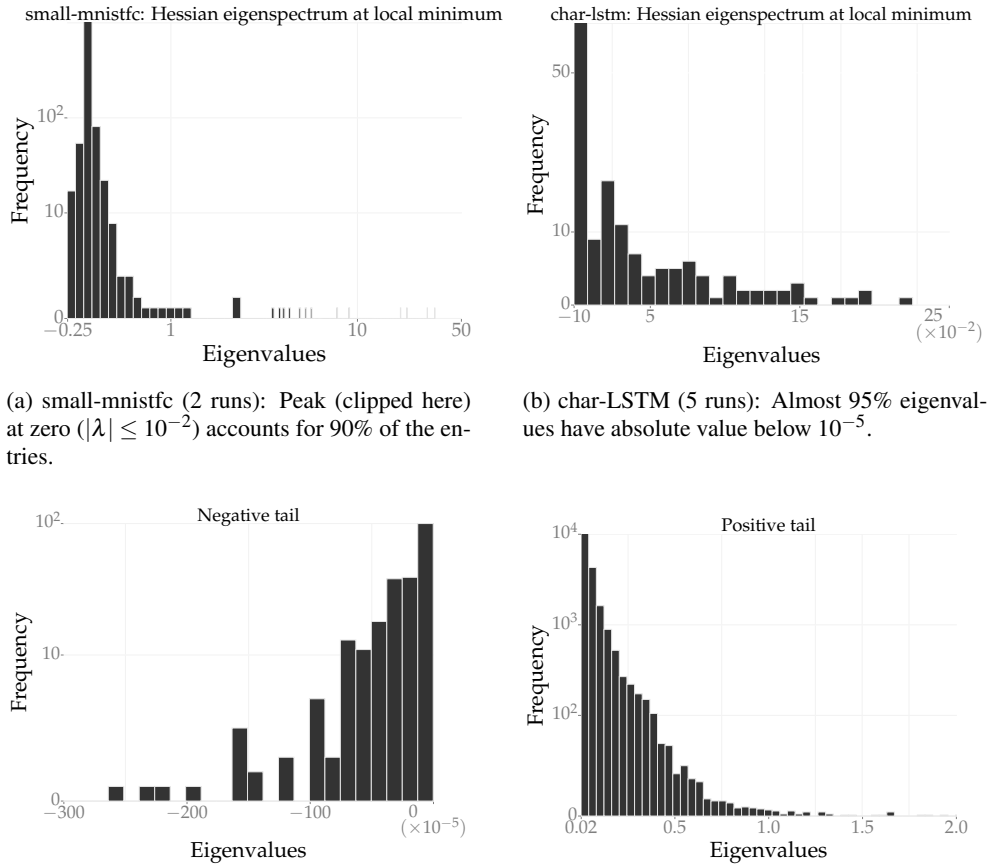 small-mnistfc: Hessian eigenspectrum at local minimum
Frequency
10²
10
0
−0.25
1
10
50
Eigenvalues
char-lstm: Hessian eigenspectrum at local minimum
Frequency
50
10
0
−10
5
15
25
(×10⁻²)
Eigenvalues
(a) small-mnistfc (2 runs): Peak (clipped here)
at zero (|λ| ≤ 10⁻²) accounts for 90% of the en-
tries.
(b) char-LSTM (5 runs): Almost 95% eigenval-
ues have absolute value below 10⁻⁵.
Negative tail
Frequency
10²
10
0
−300
−200
−100
0
(×10⁻⁵)
Eigenvalues
Positive tail
Frequency
10⁴
10³
10²
0
0.02
0.5
1.0
1.5
2.0
Eigenvalues